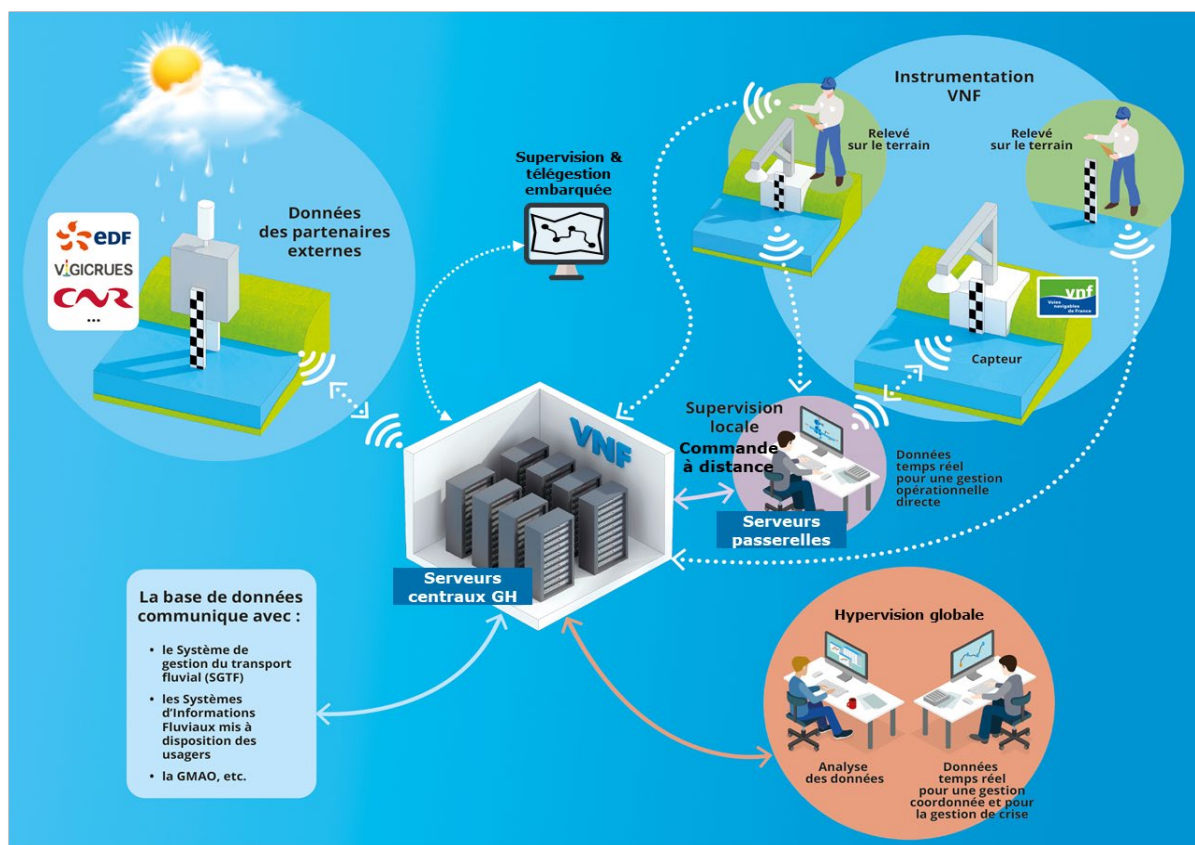 Instrumentation
VNF
Relevé
sur le terrain
Relevé
sur le terrain
Supervision &
télégestion
embarquée
Données
des partenaires
externes
edf
VIGICRUES
CNR
...
vnf
Voies
navigables
de France
Capteur
VNF
Supervision
locale
Commande
à distance
Données
temps réel
pour une gestion
opérationnelle
directe
Serveurs
passerelles
Serveurs
centraux GH
La base de données
communique avec :
• le Système de
gestion du transport
fluvial (SGTF)
• les Systèmes
d’Informations
Fluviaux mis à
disposition des
usagers
• la GMAO, etc.
Hypervision globale
Analyse
des données
Données
temps réel
pour une gestion
coordonnée et pour
la gestion de crise